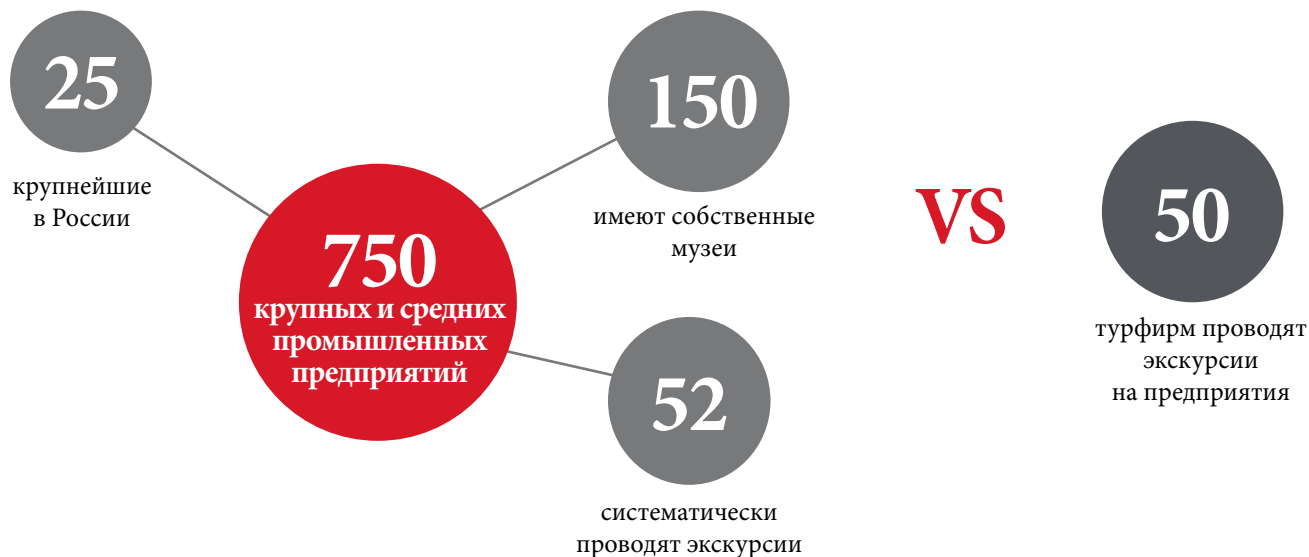 25
крупнейшие
в России
750
крупных и средних
промышленных
предприятий
150
имеют собственные
музеи
52
систематически
проводят экскурсии
VS
50
турфирм проводят
экскурсии
на предприятия